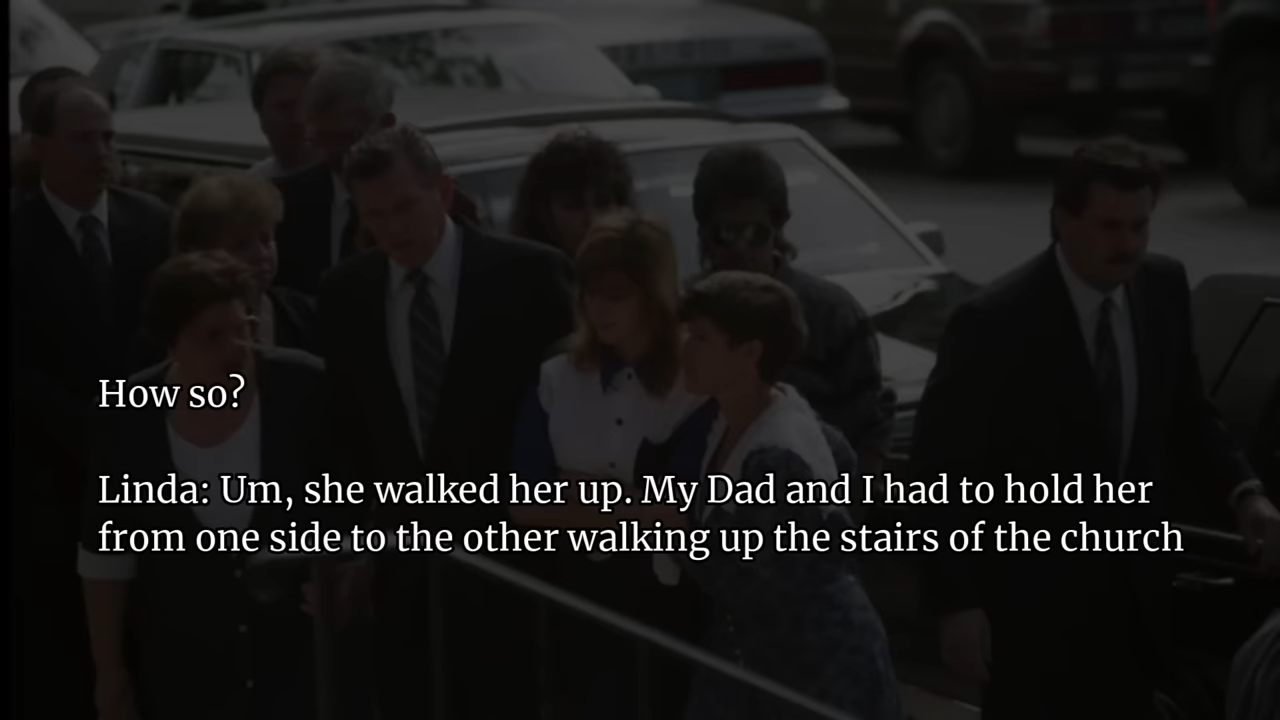 How so?
Linda: Um, she walked her up. My Dad and I had to hold her
from one side to the other walking up the stairs of the church